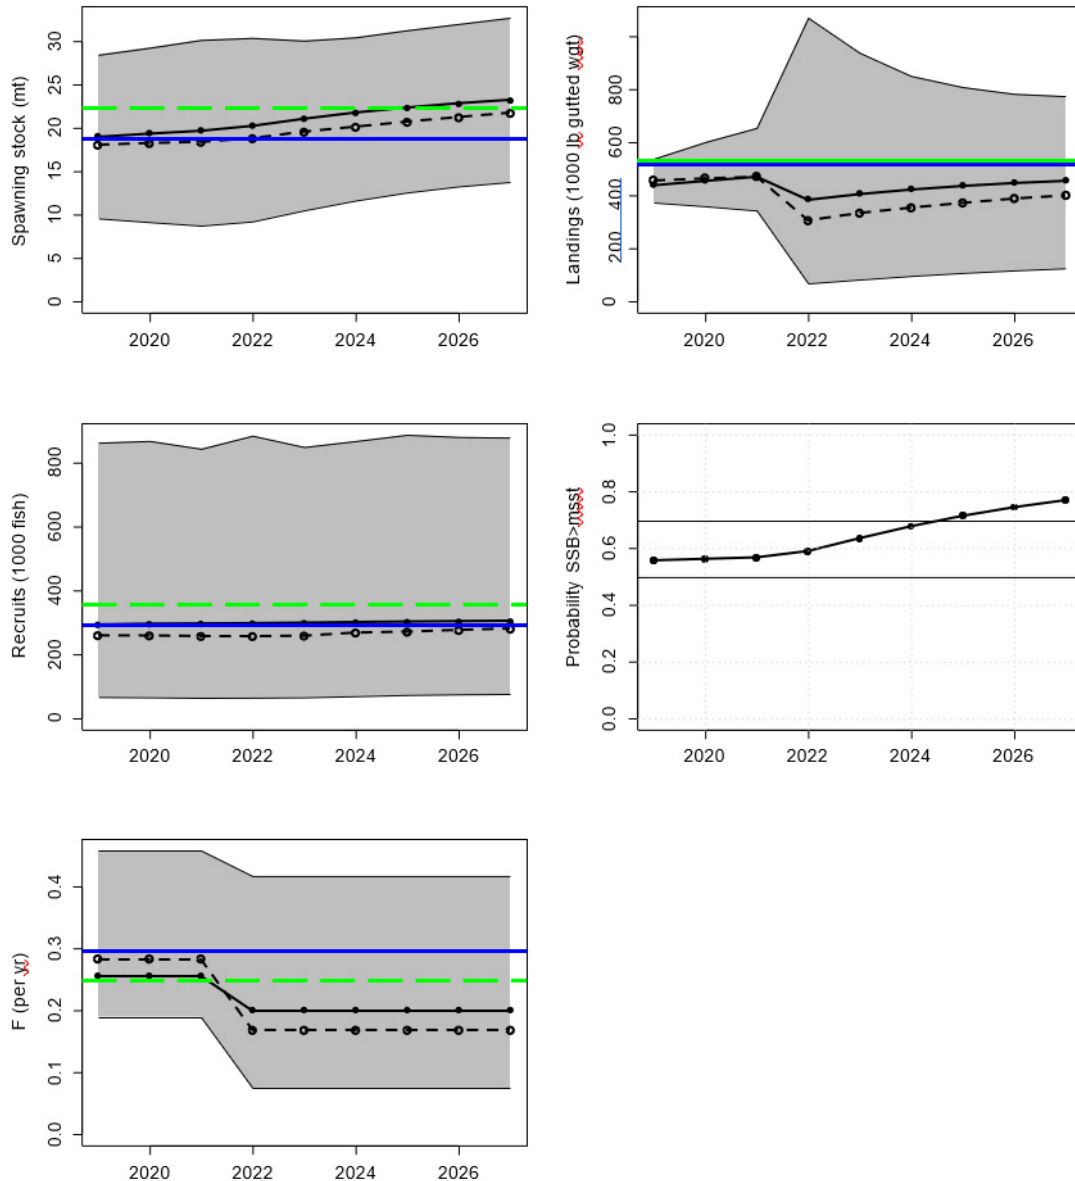 Spawning stock (mt)
0 5 10 15 20 25 30
2020 2022 2024 2026
Landings (1000 lb gutted wgt)
0 200 400 600 800
2020 2022 2024 2026
Recruits (1000 fish)
0 200 400 600 800
2020 2022 2024 2026
Probability SSB>msst
0.0 0.2 0.4 0.6 0.8 1.0
2020 2022 2024 2026
F (per yr)
0.0 0.1 0.2 0.3 0.4
2020 2022 2024 2026